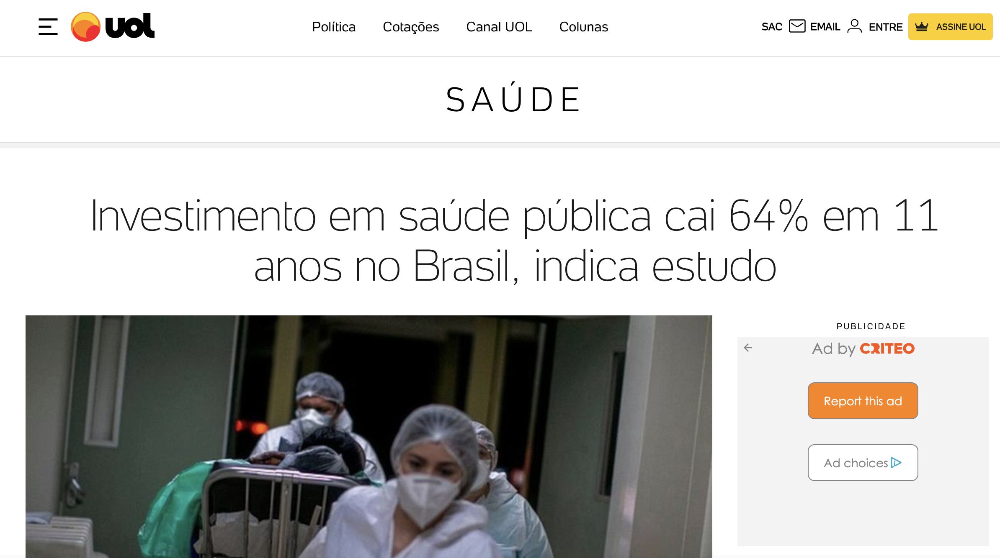 uol
Política Cotações Canal UOL Colunas
SAC EMAIL ENTRE ASSINE UOL
SAÚDE
Investimento em saúde pública cai 64% em 11
anos no Brasil, indica estudo
PUBLICIDADE
Ad by CRITEO
Report this ad
Ad choices